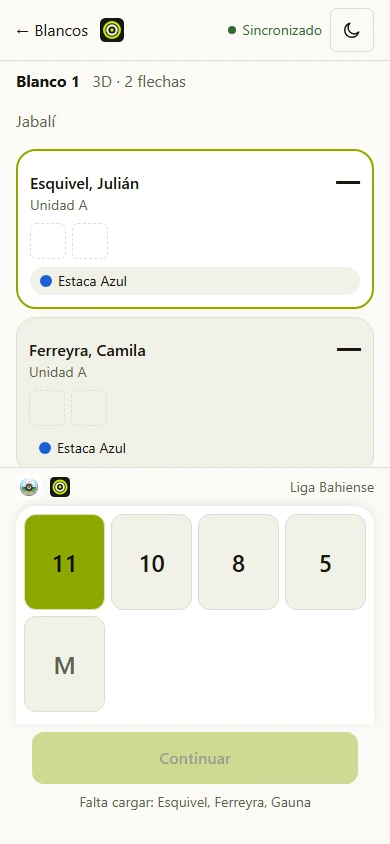 ← Blancos
Sincronizado
Blanco 1 3D · 2 flechas
Jabalí
Esquivel, Julián —
Unidad A
Estaca Azul
Ferreyra, Camila —
Unidad A
Estaca Azul
Liga Bahiense
11 10 8 5
M
Continuar
Falta cargar: Esquivel, Ferreyra, Gauna